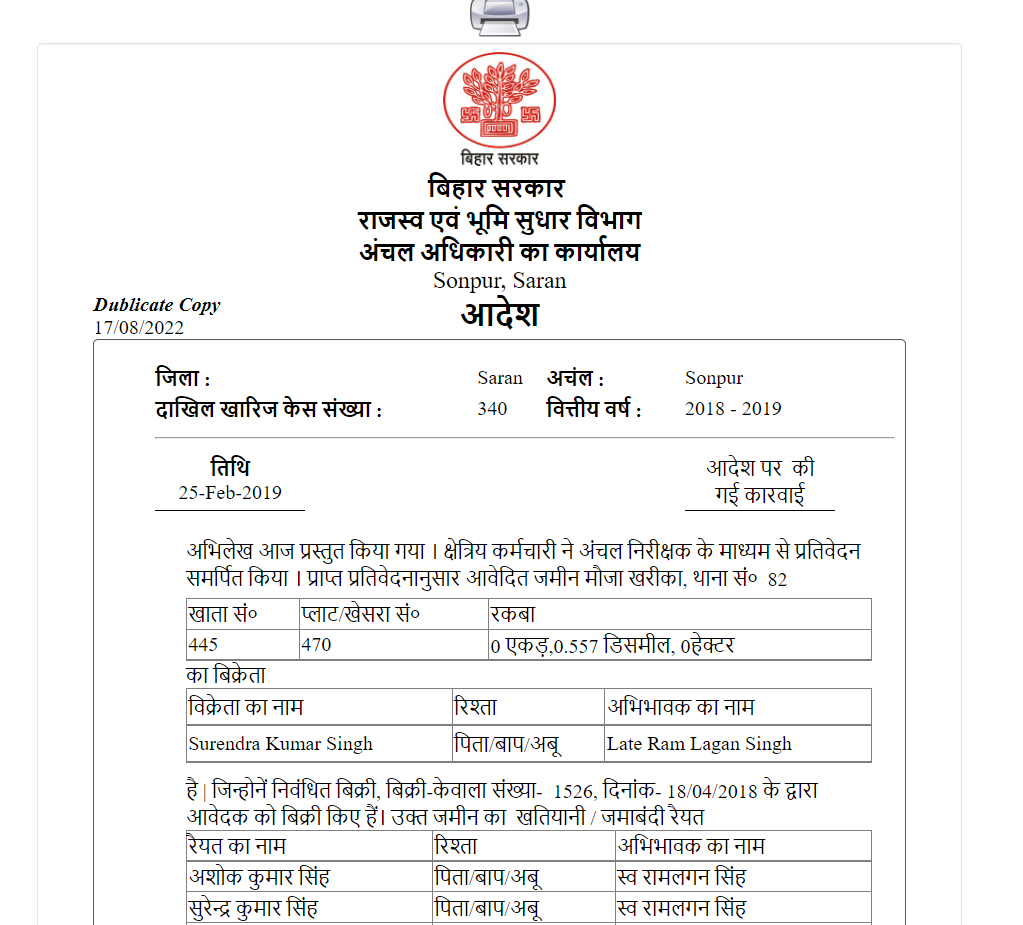 बिहार सरकार
बिहार सरकार
राजस्व एवं भूमि सुधार विभाग
अंचल अधिकारी का कार्यालय
Sonpur, Saran
Dublicate Copy
17/08/2022
आदेश
जिला : Saran अचंल : Sonpur
दाखिल खारिज केस संख्या : 340 वित्तीय वर्ष : 2018 - 2019
तिथि
25-Feb-2019
आदेश पर की
गई कारवाई
अभिलेख आज प्रस्तुत किया गया । क्षेत्रिय कर्मचारी ने अंचल निरीक्षक के माध्यम से प्रतिवेदन
समर्पित किया । प्राप्त प्रतिवेदनानुसार आवेदित जमीन मौजा खरीका, थाना सं० 82
खाता सं० प्लाट/खेसरा सं० रकबा
445 470 0 एकड़,0.557 डिसमील, 0हेक्टर
का बिक्रेता
विक्रेता का नाम रिश्ता अभिभावक का नाम
Surendra Kumar Singh पिता/बाप/अबू Late Ram Lagan Singh
है | जिन्होनें निवंधित बिक्री, बिक्री-केवाला संख्या- 1526, दिनांक- 18/04/2018 के द्वारा
आवेदक को बिक्री किए हैं। उक्त जमीन का खतियानी / जमाबंदी रैयत
रैयत का नाम रिश्ता अभिभावक का नाम
अशोक कुमार सिंह पिता/बाप/अबू स्व रामलगन सिंह
सुरेन्द्र कुमार सिंह पिता/बाप/अबू स्व रामलगन सिंह